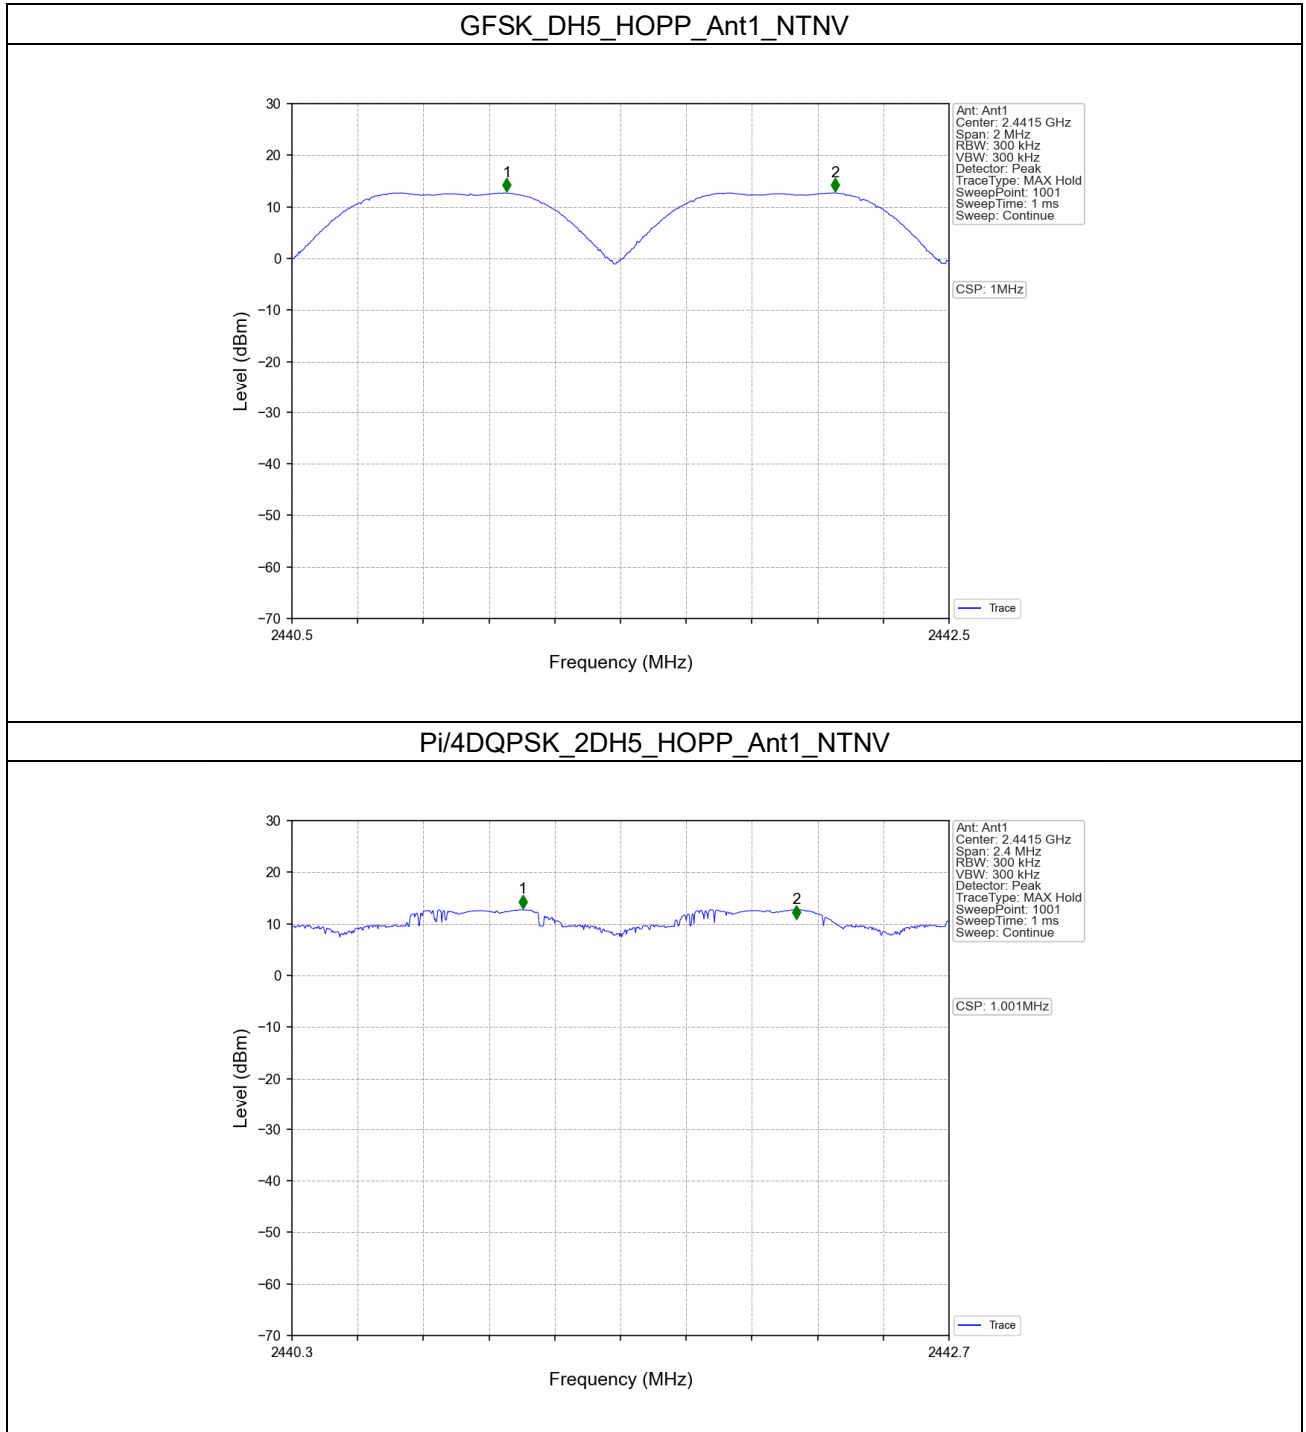 GFSK_DH5_HOPP_Ant1_NTNV
30
20
10
0
−10
−20
−30
−40
−50
−60
−70
Level (dBm)
1
2
2440.5
2442.5
Frequency (MHz)
Ant: Ant1
Center: 2.4415 GHz
Span: 2 MHz
RBW: 300 kHz
VBW: 300 kHz
Detector: Peak
TraceType: MAX Hold
SweepPoint: 1001
SweepTime: 1 ms
Sweep: Continue
CSP: 1MHz
Trace
Pi/4DQPSK_2DH5_HOPP_Ant1_NTNV
30
20
10
0
−10
−20
−30
−40
−50
−60
−70
Level (dBm)
1
2
2440.3
2442.7
Frequency (MHz)
Ant: Ant1
Center: 2.4415 GHz
Span: 2.4 MHz
RBW: 300 kHz
VBW: 300 kHz
Detector: Peak
TraceType: MAX Hold
SweepPoint: 1001
SweepTime: 1 ms
Sweep: Continue
CSP: 1.001MHz
Trace